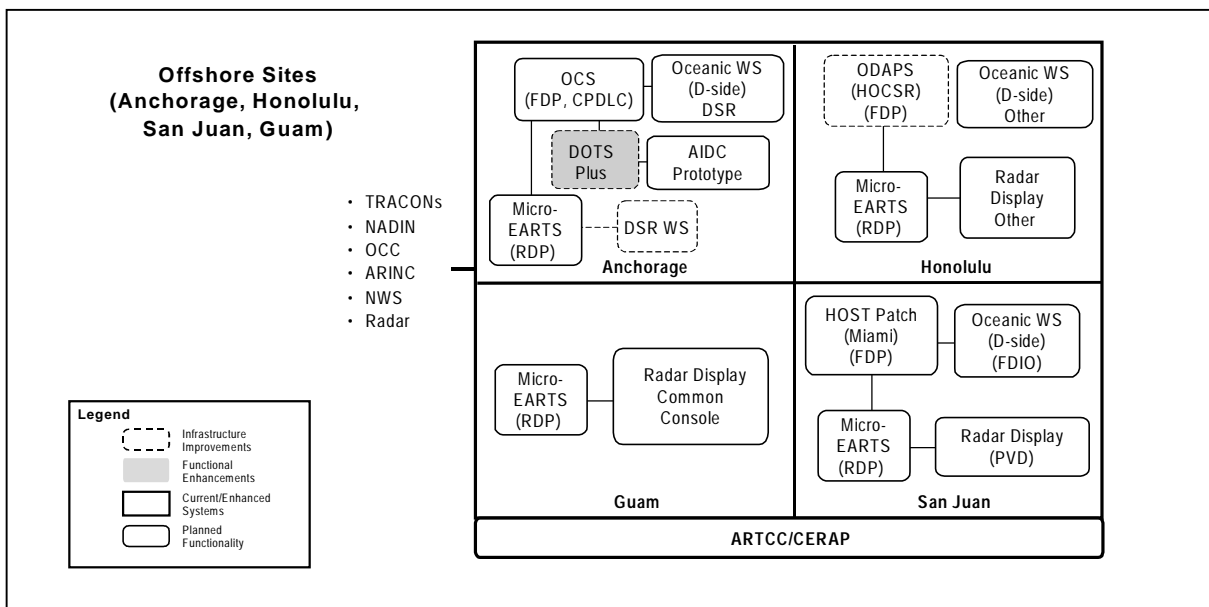 Offshore Sites
(Anchorage, Honolulu,
San Juan, Guam)
• TRACONs
• NADIN
• OCC
• ARINC
• NWS
• Radar
OCS
(FDP, CPDLC)
Oceanic WS
(D-side)
DSR
DOTS
Plus
AIDC
Prototype
Micro-
EARTS
(RDP)
DSR WS
Anchorage
ODAPS
(HOCSR)
(FDP)
Oceanic WS
(D-side)
Other
Micro-
EARTS
(RDP)
Radar
Display
Other
Honolulu
Micro-
EARTS
(RDP)
Radar Display
Common
Console
Guam
HOST Patch
(Miami)
(FDP)
Oceanic WS
(D-side)
(FDIO)
Micro-
EARTS
(RDP)
Radar Display
(PVD)
San Juan
ARTCC/CERAP
Legend
Infrastructure
Improvements
Functional
Enhancements
Current/Enhanced
Systems
Planned
Functionality